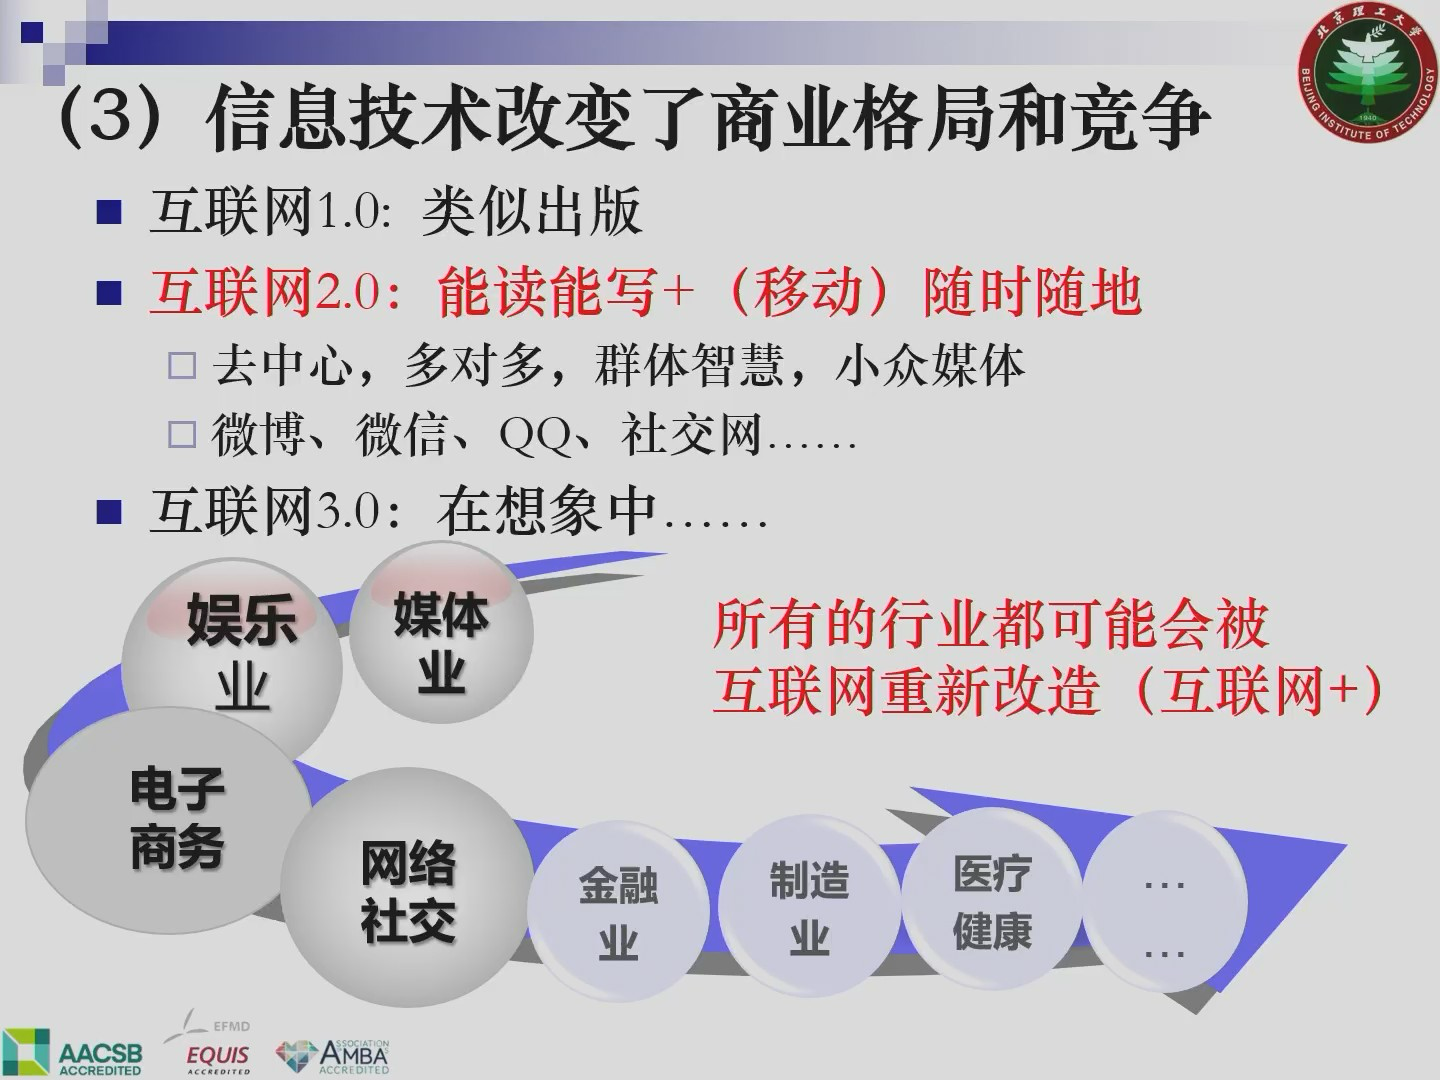 （3）信息技术改变了商业格局和竞争
北京理工大学
BEIJING INSTITUTE OF TECHNOLOGY
1940
互联网1.0：类似出版
互联网2.0：能读能写+（移动）随时随地
去中心，多对多，群体智慧，小众媒体
微博、微信、QQ、社交网……
互联网3.0：在想象中……
娱乐
业
媒体
业
所有的行业都可能会被
互联网重新改造（互联网+）
电子
商务
网络
社交
金融
业
制造
业
医疗
健康
…
…
AACSB
ACCREDITED
EFMD
EQUIS
ACCREDITED
ASSOCIATION
AMBA'S
ACCREDITED